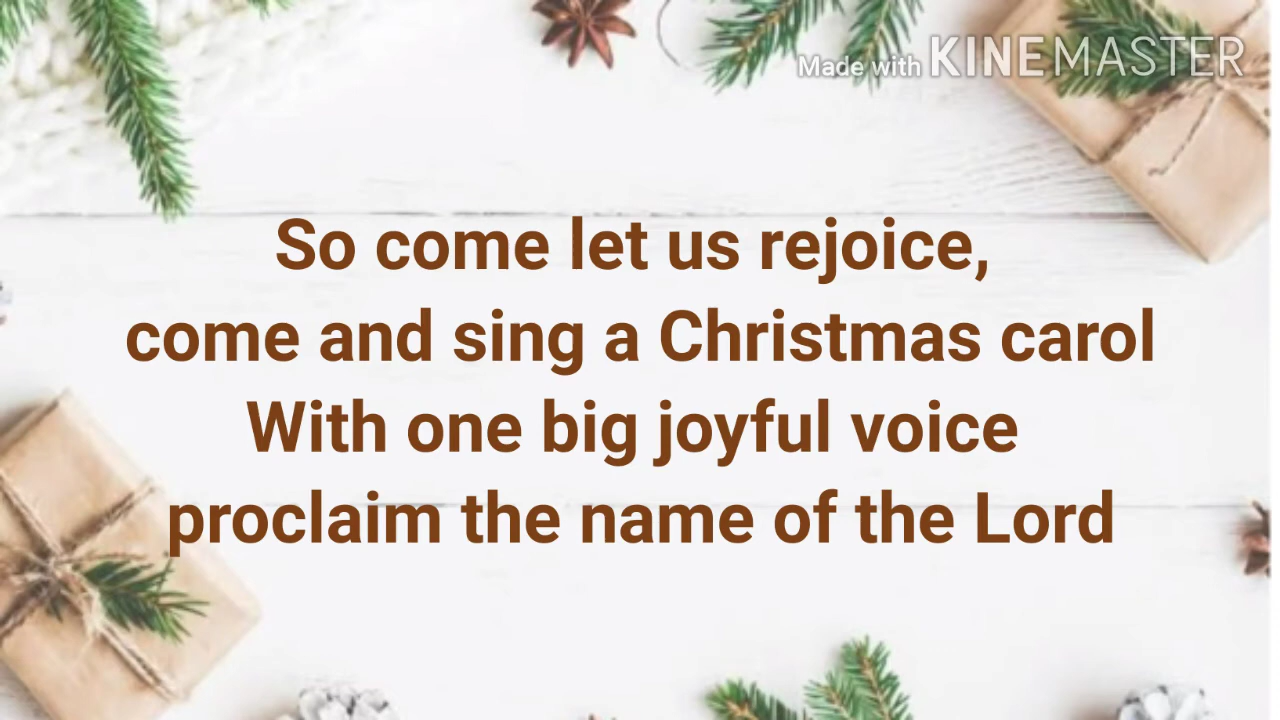 Made with KINEMASTER
So come let us rejoice,
come and sing a Christmas carol
With one big joyful voice
proclaim the name of the Lord